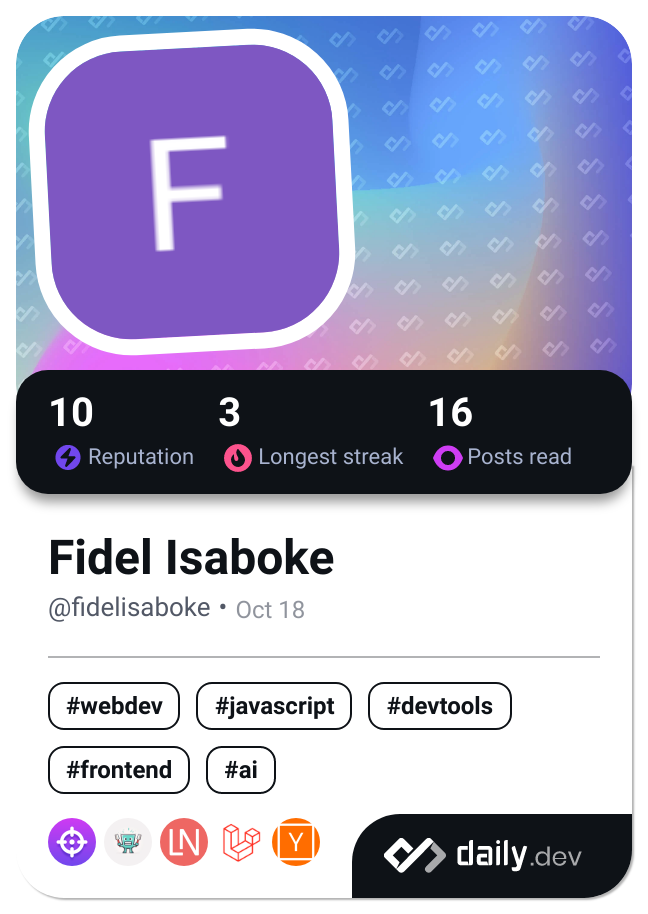 F
10 3 16
Reputation Longest streak Posts read
Fidel Isaboke
@fidelisaboke • Oct 18
#webdev #javascript #devtools
#frontend #ai
LN Y
daily.dev